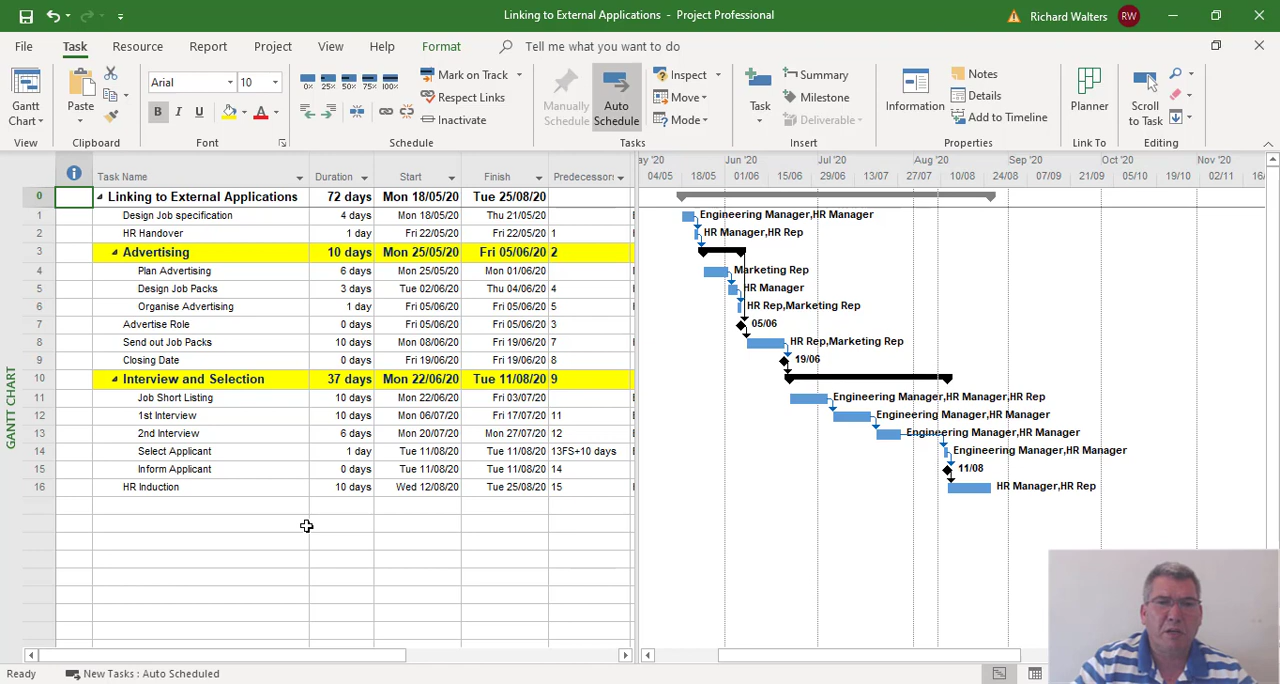 Linking to External Applications - Project Professional
Richard Walters RW
File Task Resource Report Project View Help Format Tell me what you want to do
Gantt Chart
View
Paste
Clipboard
Arial 10
B I U
Font
0% 25% 50% 75% 100%
Mark on Track
Respect Links
Inactivate
Schedule
Manually Schedule
Auto Schedule
Inspect
Move
Mode
Tasks
Task
Summary
Milestone
Deliverable
Insert
Information
Notes
Details
Add to Timeline
Properties
Planner
Link To
Scroll to Task
Editing
Task Name Duration Start Finish Predecessors
0 Linking to External Applications 72 days Mon 18/05/20 Tue 25/08/20
1 Design Job specification 4 days Mon 18/05/20 Thu 21/05/20
2 HR Handover 1 day Fri 22/05/20 Fri 22/05/20 1
3 Advertising 10 days Mon 25/05/20 Fri 05/06/20 2
4 Plan Advertising 6 days Mon 25/05/20 Mon 01/06/20
5 Design Job Packs 3 days Tue 02/06/20 Thu 04/06/20 4
6 Organise Advertising 1 day Fri 05/06/20 Fri 05/06/20 5
7 Advertise Role 0 days Fri 05/06/20 Fri 05/06/20 3
8 Send out Job Packs 10 days Mon 08/06/20 Fri 19/06/20 7
9 Closing Date 0 days Fri 19/06/20 Fri 19/06/20 8
10 Interview and Selection 37 days Mon 22/06/20 Tue 11/08/20 9
11 Job Short Listing 10 days Mon 22/06/20 Fri 03/07/20
12 1st Interview 10 days Mon 06/07/20 Fri 17/07/20 11
13 2nd Interview 6 days Mon 20/07/20 Mon 27/07/20 12
14 Select Applicant 1 day Tue 11/08/20 Tue 11/08/20 13FS+10 days
15 Inform Applicant 0 days Tue 11/08/20 Tue 11/08/20 14
16 HR Induction 10 days Wed 12/08/20 Tue 25/08/20 15
GANTT CHART
'20 Jun '20 Jul '20 Aug '20 Sep '20 Oct '20 Nov '20
04/05 18/05 01/06 15/06 29/06 13/07 27/07 10/08 24/08 07/09 21/09 05/10 19/10 02/11 16/
Engineering Manager,HR Manager
HR Manager,HR Rep
Marketing Rep
HR Manager
HR Rep,Marketing Rep
05/06
HR Rep,Marketing Rep
19/06
Engineering Manager,HR Manager,HR Rep
Engineering Manager,HR Manager
Engineering Manager,HR Manager
Engineering Manager,HR Manager
11/08
HR Manager,HR Rep
Ready New Tasks : Auto Scheduled